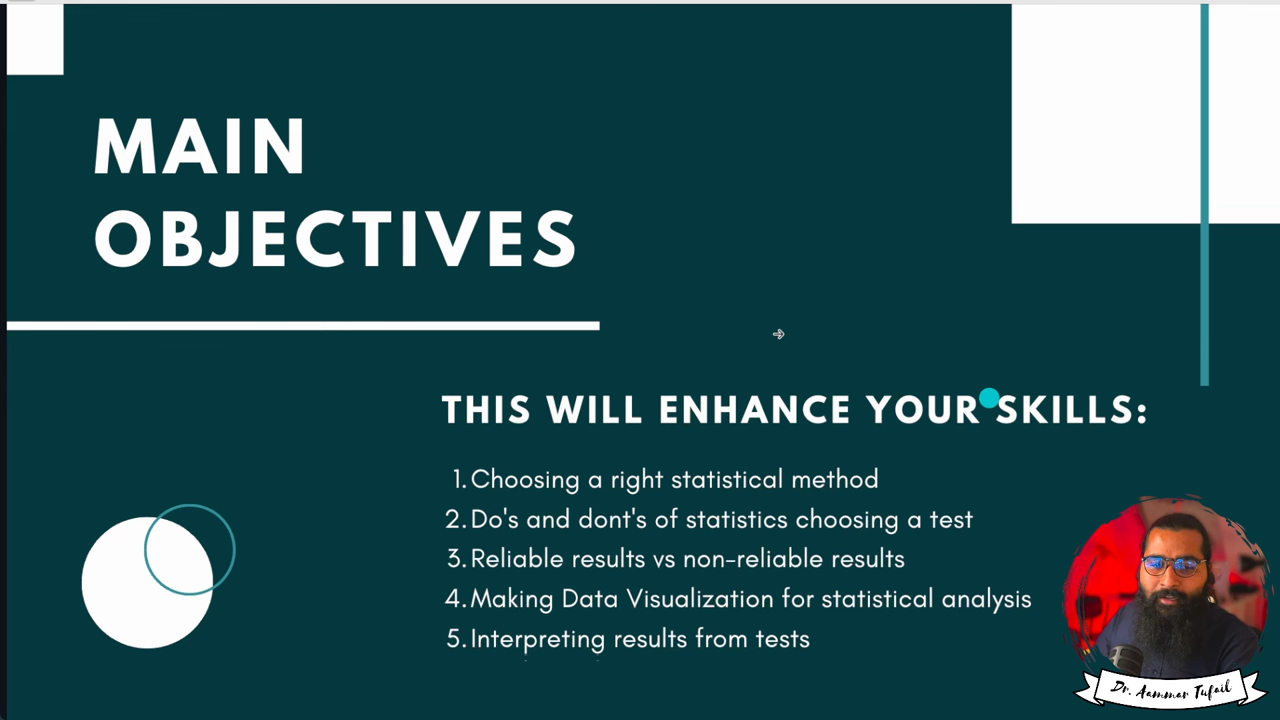 MAIN
OBJECTIVES
THIS WILL ENHANCE YOUR SKILLS:
1. Choosing a right statistical method
2. Do's and dont's of statistics choosing a test
3. Reliable results vs non-reliable results
4. Making Data Visualization for statistical analysis
5. Interpreting results from tests
Dr. Aammar Tufail